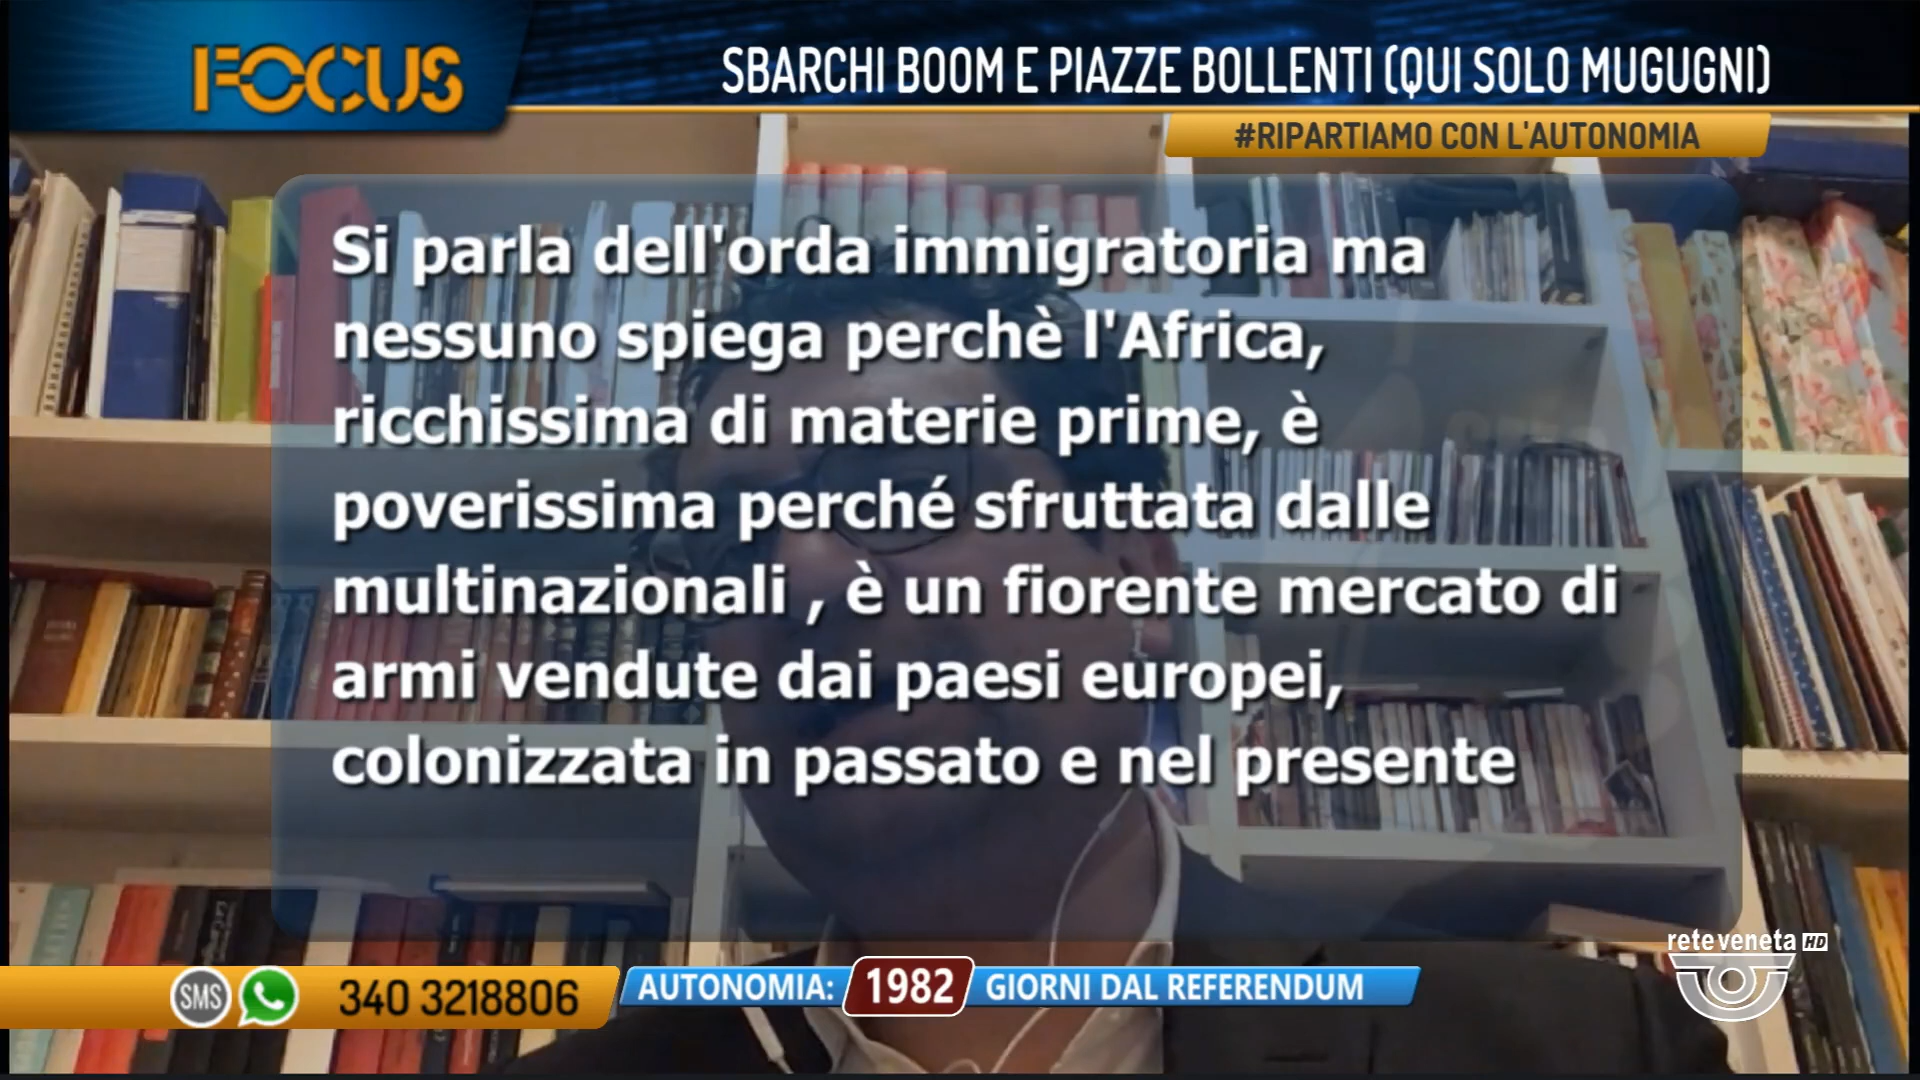 FOCUS
SBARCHI BOOM E PIAZZE BOLLENTI (QUI SOLO MUGUGNI)
#RIPARTIAMO CON L'AUTONOMIA
Si parla dell'orda immigratoria ma
nessuno spiega perchè l'Africa,
ricchissima di materie prime, è
poverissima perché sfruttata dalle
multinazionali , è un fiorente mercato di
armi vendute dai paesi europei,
colonizzata in passato e nel presente
reteveneta HD
SMS 340 3218806
AUTONOMIA: 1982 GIORNI DAL REFERENDUM